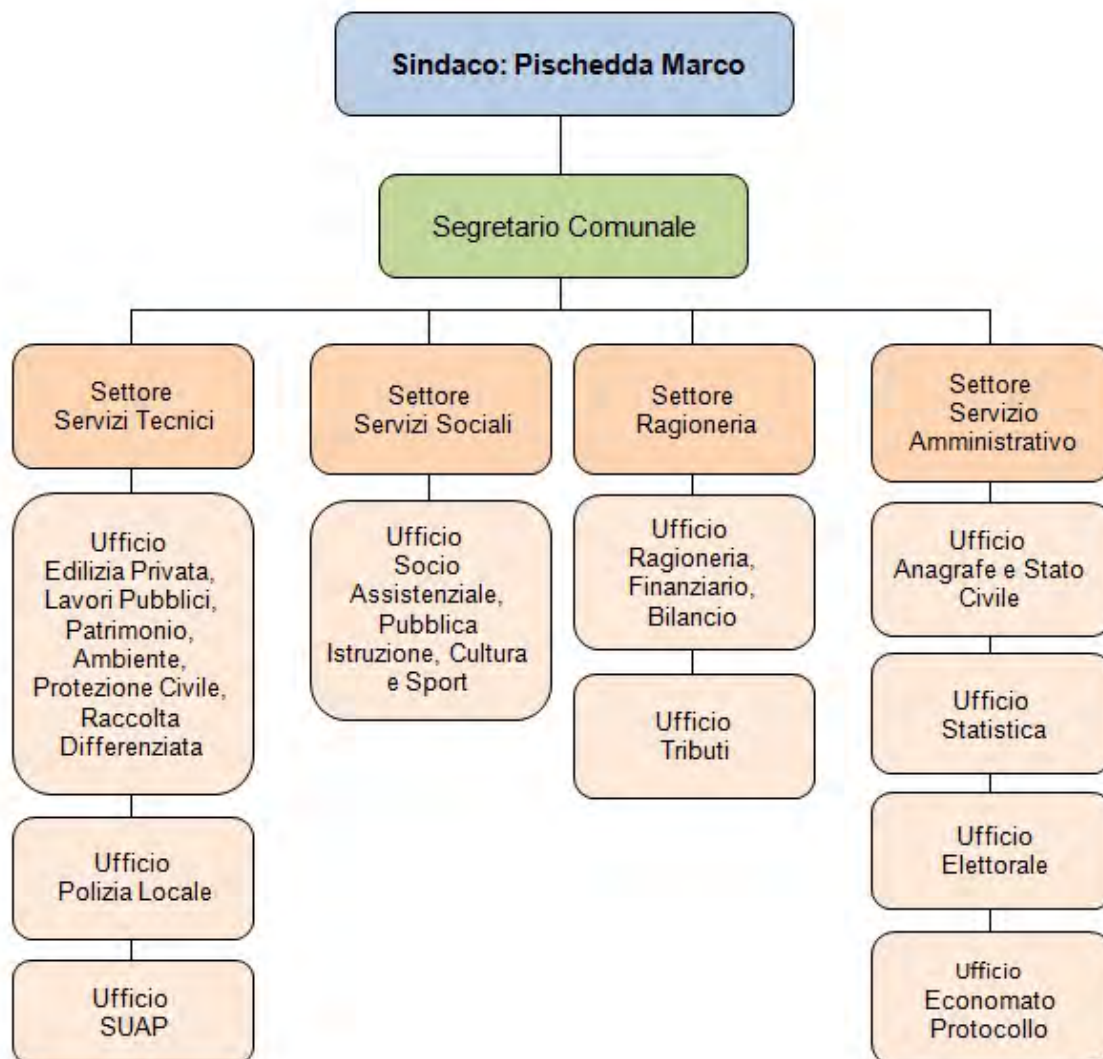 Sindaco: Pischedda Marco
Segretario Comunale
Settore
Servizi Tecnici
Ufficio
Edilizia Privata,
Lavori Pubblici,
Patrimonio,
Ambiente,
Protezione Civile,
Raccolta
Differenziata
Ufficio
Polizia Locale
Ufficio
SUAP
Settore
Servizi Sociali
Ufficio
Socio
Assistenziale,
Pubblica
Istruzione, Cultura
e Sport
Settore
Ragioneria
Ufficio
Ragioneria,
Finanziario,
Bilancio
Ufficio
Tributi
Settore
Servizio
Amministrativo
Ufficio
Anagrafe e Stato
Civile
Ufficio
Statistica
Ufficio
Elettorale
Ufficio
Economato
Protocollo